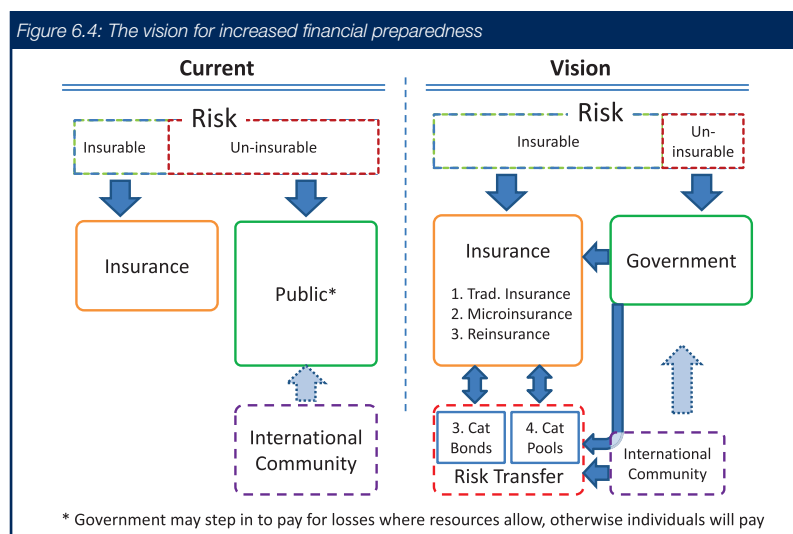 Figure 6.4: The vision for increased financial preparedness
Current
Risk
Insurable
Un-insurable
Insurance
Public*
International
Community
Vision
Risk
Insurable
Un-
insurable
Insurance
1. Trad. Insurance
2. Microinsurance
3. Reinsurance
Government
3. Cat
Bonds
4. Cat
Pools
Risk Transfer
International
Community
* Government may step in to pay for losses where resources allow, otherwise individuals will pay